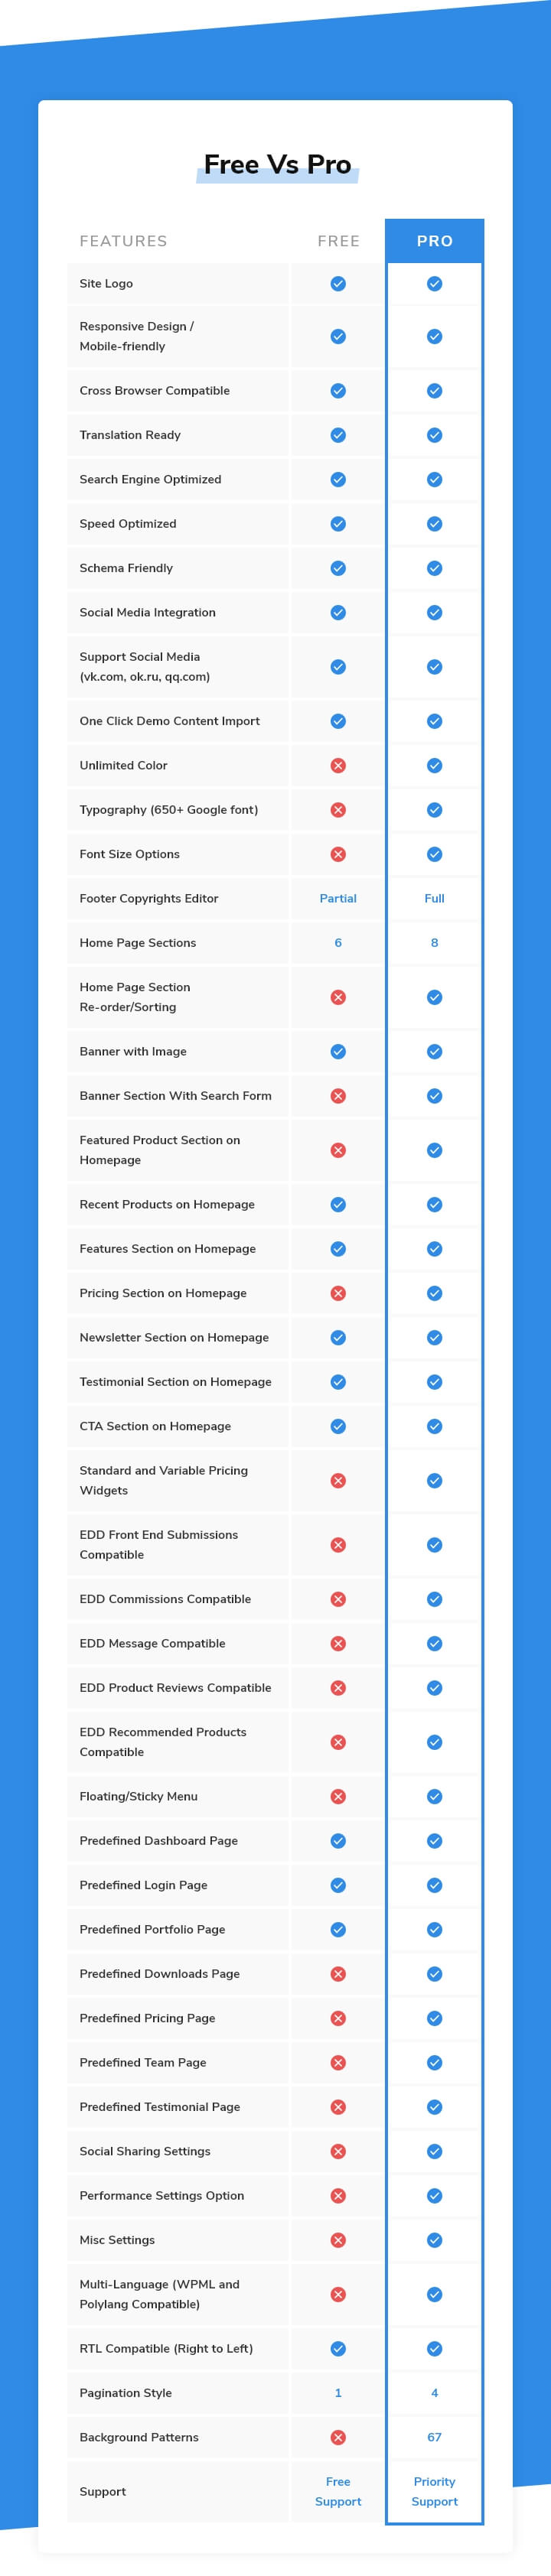 Free Vs Pro
FEATURES FREE PRO
Site Logo
Responsive Design /
Mobile-friendly
Cross Browser Compatible
Translation Ready
Search Engine Optimized
Speed Optimized
Schema Friendly
Social Media Integration
Support Social Media
(vk.com, ok.ru, qq.com)
One Click Demo Content Import
Unlimited Color
Typography (650+ Google font)
Font Size Options
Footer Copyrights Editor Partial Full
Home Page Sections 6 8
Home Page Section
Re-order/Sorting
Banner with Image
Banner Section With Search Form
Featured Product Section on
Homepage
Recent Products on Homepage
Features Section on Homepage
Pricing Section on Homepage
Newsletter Section on Homepage
Testimonial Section on Homepage
CTA Section on Homepage
Standard and Variable Pricing
Widgets
EDD Front End Submissions
Compatible
EDD Commissions Compatible
EDD Message Compatible
EDD Product Reviews Compatible
EDD Recommended Products
Compatible
Floating/Sticky Menu
Predefined Dashboard Page
Predefined Login Page
Predefined Portfolio Page
Predefined Downloads Page
Predefined Pricing Page
Predefined Team Page
Predefined Testimonial Page
Social Sharing Settings
Performance Settings Option
Misc Settings
Multi-Language (WPML and
Polylang Compatible)
RTL Compatible (Right to Left)
Pagination Style 1 4
Background Patterns 67
Support Free Support Priority Support